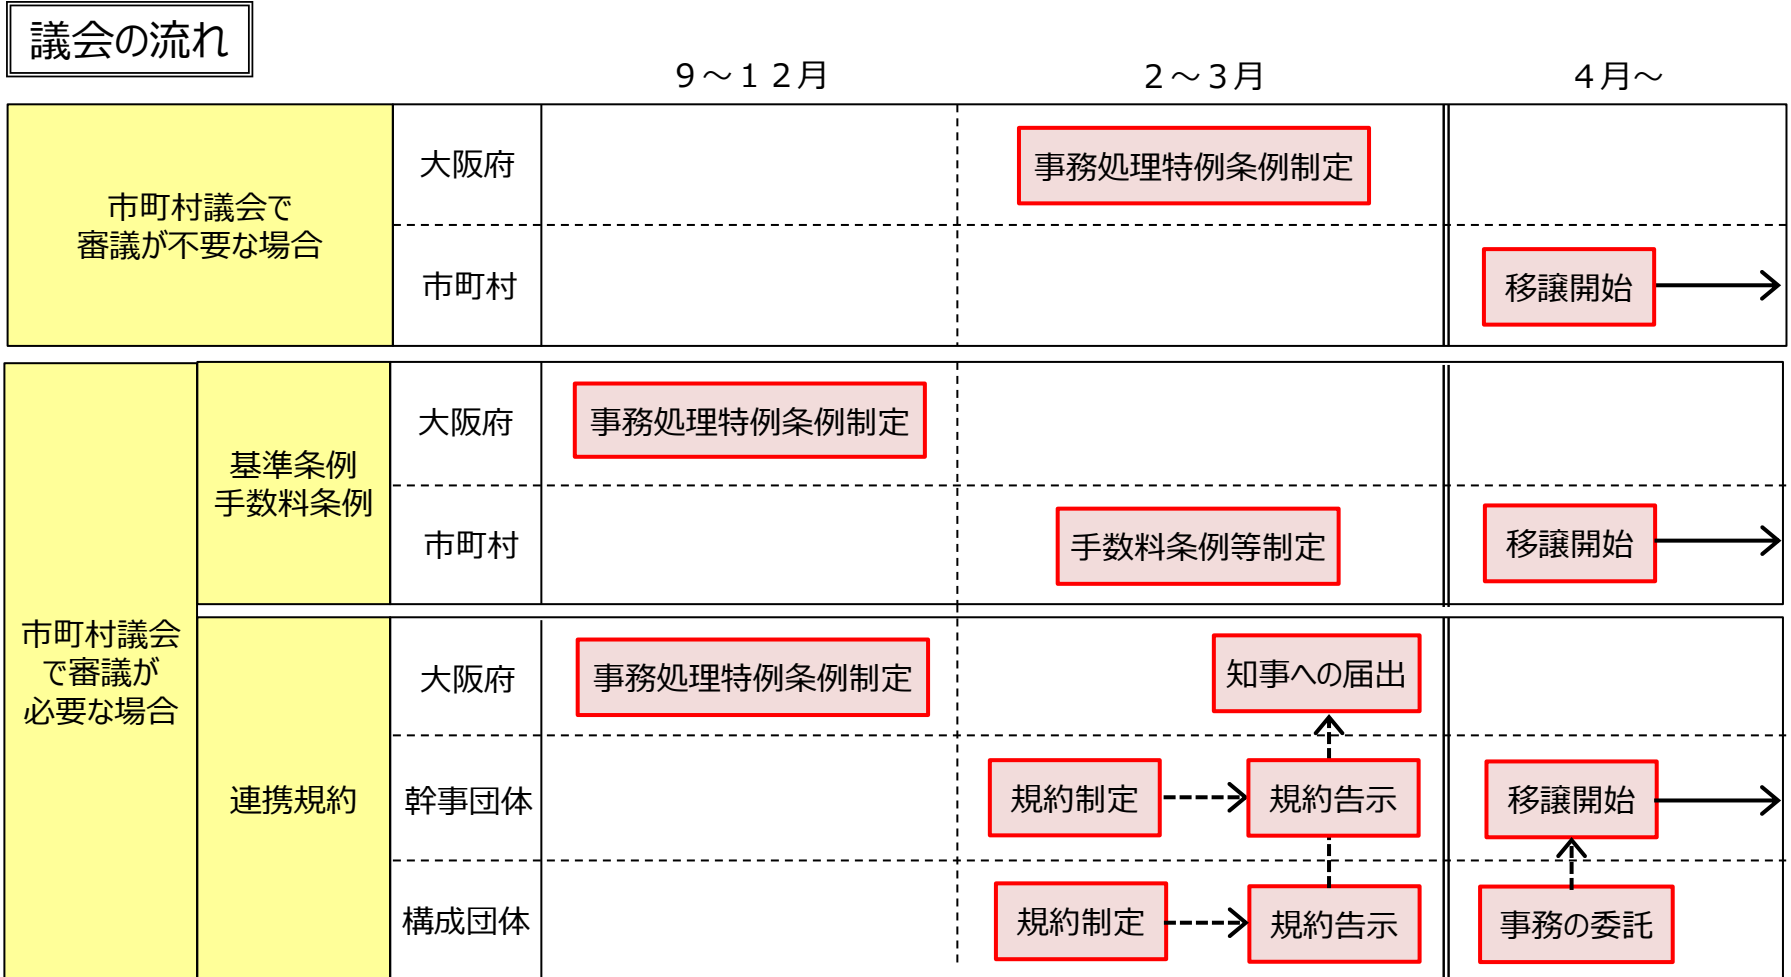 議会の流れ
９～１２月
２～３月
４月～
市町村議会で
審議が不要な場合
大阪府
事務処理特例条例制定
市町村
移譲開始
市町村議会
で審議が
必要な場合
基準条例
手数料条例
大阪府
事務処理特例条例制定
市町村
手数料条例等制定
移譲開始
連携規約
大阪府
事務処理特例条例制定
知事への届出
幹事団体
規約制定
規約告示
移譲開始
構成団体
規約制定
規約告示
事務の委託